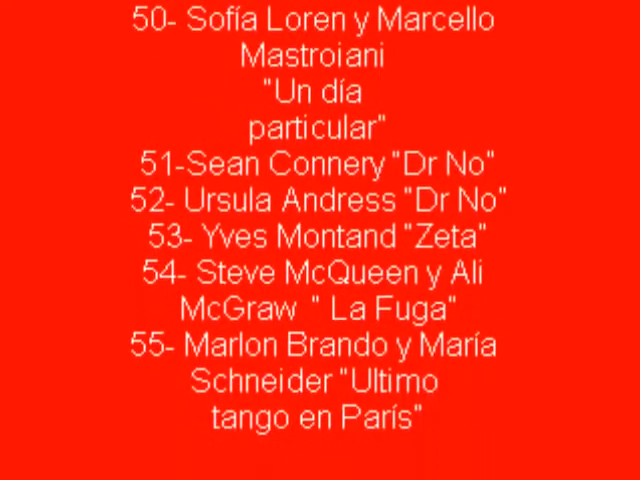 50- Sofía Loren y Marcello
Mastroiani
"Un día
particular"
51-Sean Connery "Dr No"
52- Ursula Andress "Dr No"
53- Yves Montand "Zeta"
54- Steve McQueen y Ali
McGraw " La Fuga"
55- Marlon Brando y María
Schneider "Ultimo
tango en París"